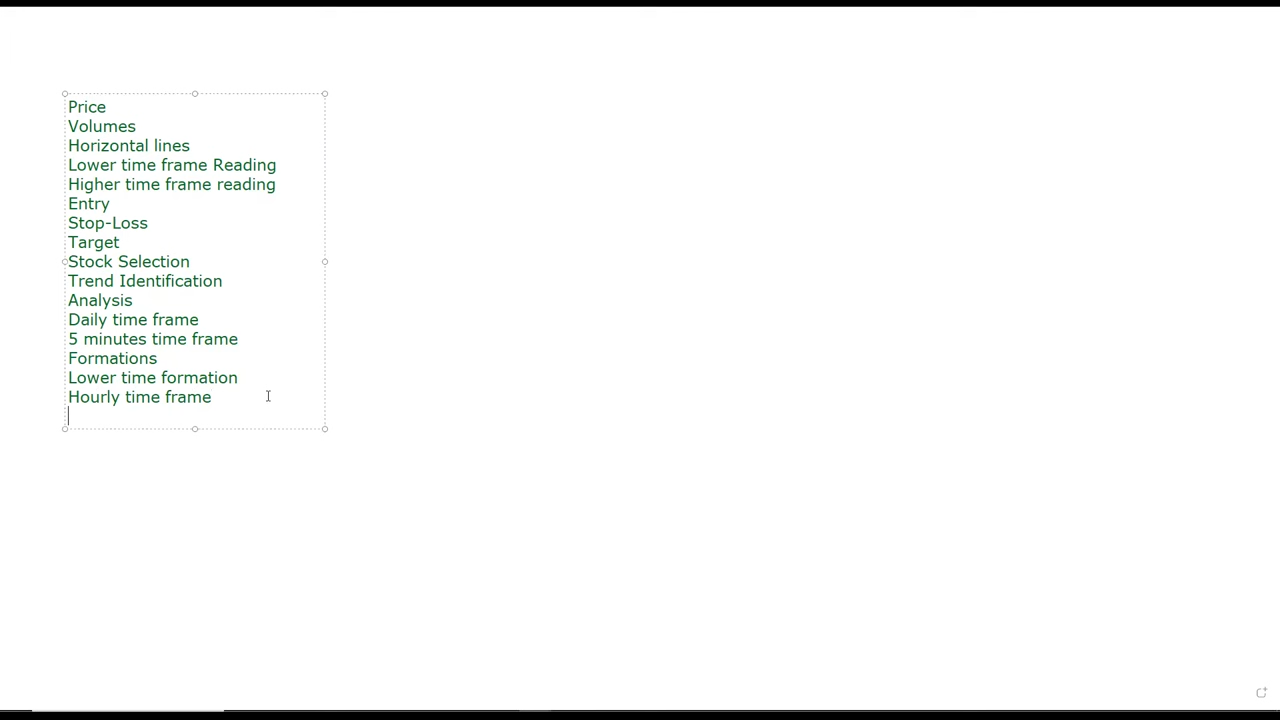 Price
Volumes
Horizontal lines
Lower time frame Reading
Higher time frame reading
Entry
Stop-Loss
Target
Stock Selection
Trend Identification
Analysis
Daily time frame
5 minutes time frame
Formations
Lower time formation
Hourly time frame